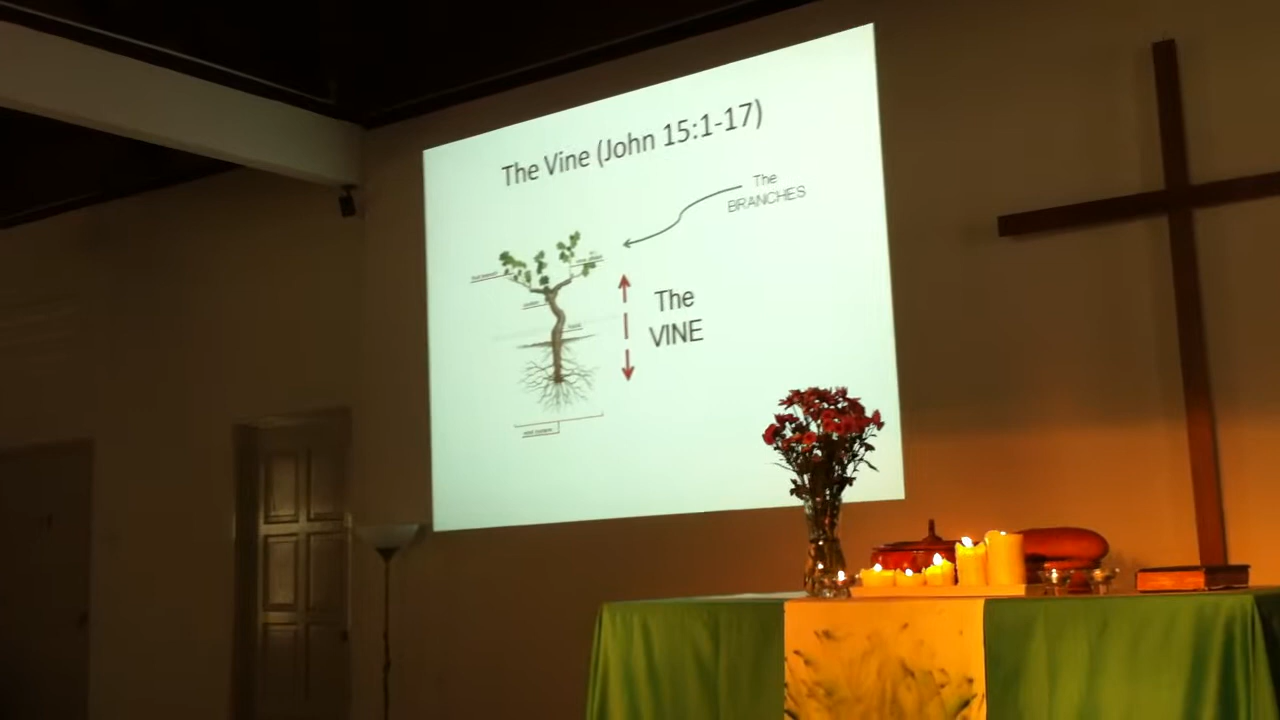 The Vine (John 15:1-17)
The
BRANCHES
The
VINE